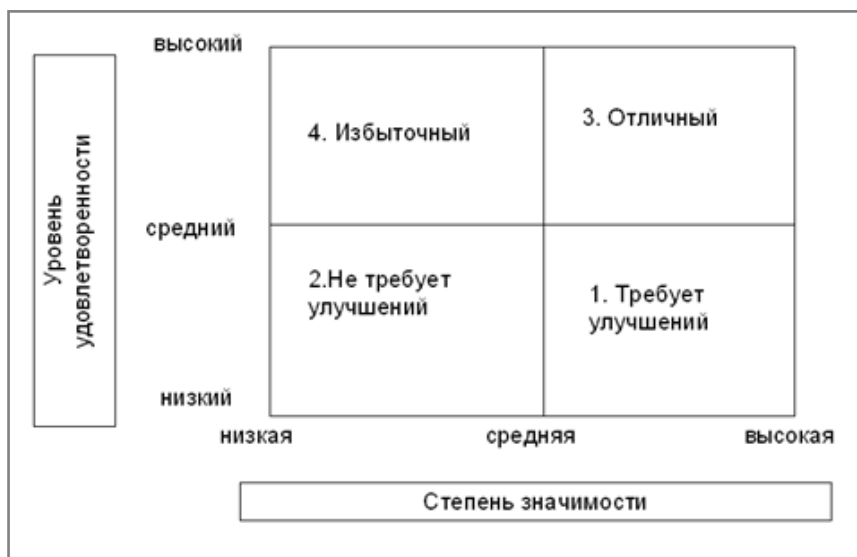 высокий
4. Избыточный
3. Отличный
Уровень
удовлетворенности
средний
2.Не требует
улучшений
1. Требует
улучшений
низкий
низкая
средняя
высокая
Степень значимости